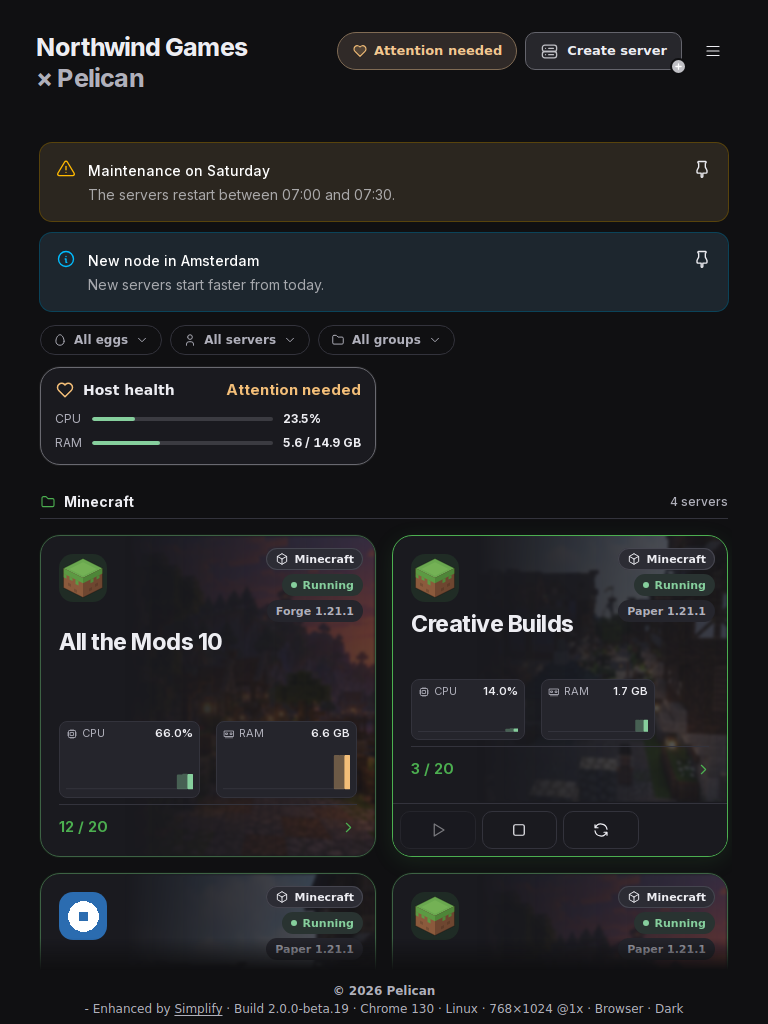 Northwind Games
× Pelican
Attention needed
Create server
Maintenance on Saturday
The servers restart between 07:00 and 07:30.
New node in Amsterdam
New servers start faster from today.
All eggs
All servers
All groups
Host health
Attention needed
CPU
23.5%
RAM
5.6 / 14.9 GB
Minecraft
4 servers
Minecraft
Running
Forge 1.21.1
All the Mods 10
CPU
66.0%
RAM
6.6 GB
12 / 20
Minecraft
Running
Paper 1.21.1
Creative Builds
CPU
14.0%
RAM
1.7 GB
3 / 20
Minecraft
Running
Paper 1.21.1
Minecraft
Running
Paper 1.21.1
© 2026 Pelican
- Enhanced by Simplify · Build 2.0.0-beta.19 · Chrome 130 · Linux · 768×1024 @1x · Browser · Dark